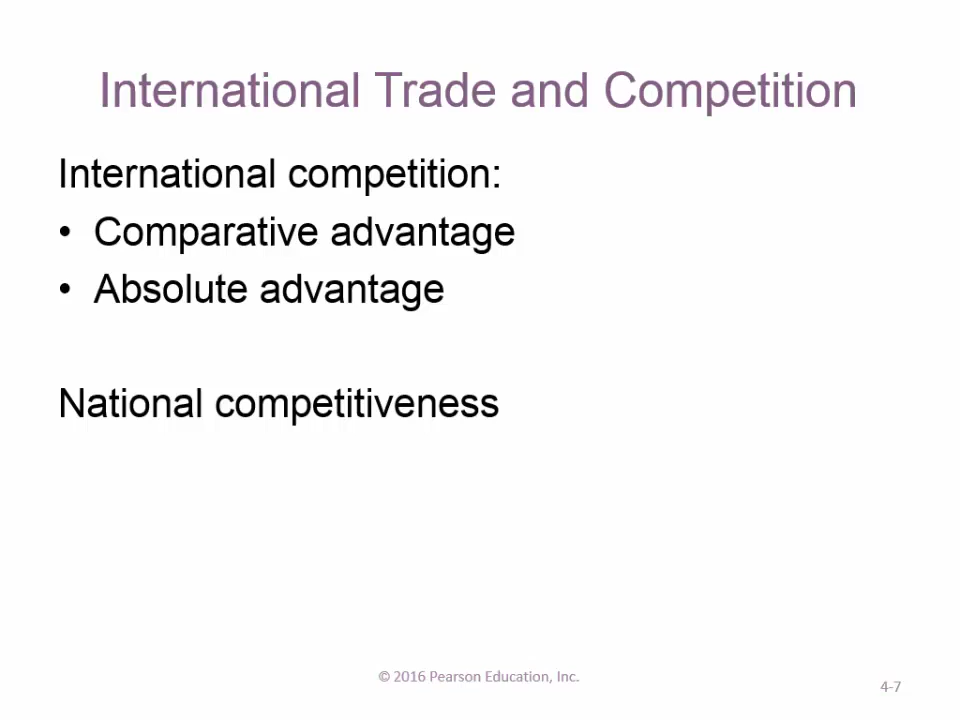 International Trade and Competition
International competition:
• Comparative advantage
• Absolute advantage
National competitiveness
© 2016 Pearson Education, Inc.
4-7